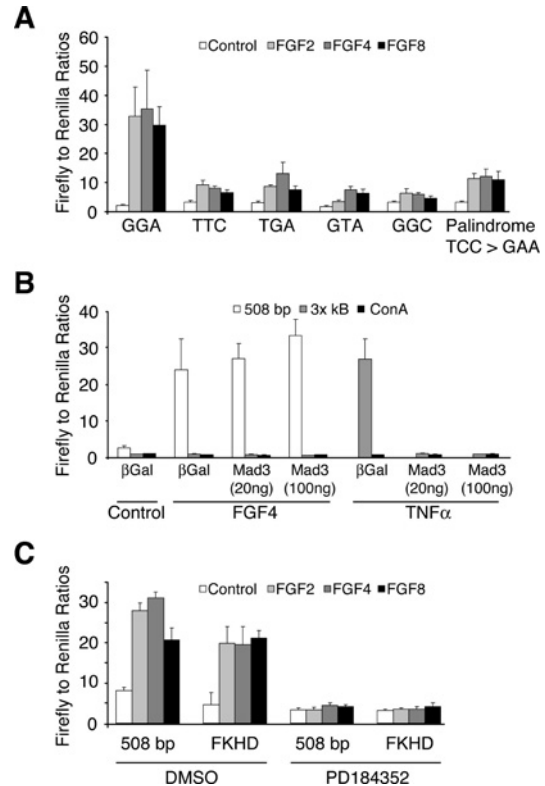 A
Firefly to Renilla Ratios
60
50
40
30
20
10
0
Control FGF2 FGF4 FGF8
GGA TTC TGA GTA GGC Palindrome
TCC > GAA
B
Firefly to Renilla Ratios
40
30
20
10
0
508 bp 3x kB ConA
βGal βGal Mad3 Mad3 βGal Mad3 Mad3
(20ng) (100ng) (20ng) (100ng)
Control FGF4 TNFα
C
Firefly to Renilla Ratios
30
20
10
0
Control FGF2 FGF4 FGF8
508 bp FKHD 508 bp FKHD
DMSO PD184352